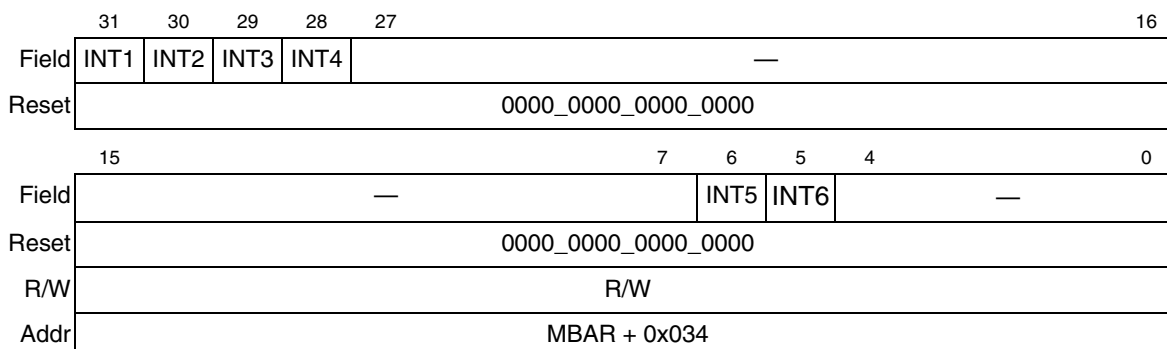 31 30 29 28 27 16
Field INT1 INT2 INT3 INT4 —
Reset 0000_0000_0000_0000
15 7 6 5 4 0
Field — INT5 INT6 —
Reset 0000_0000_0000_0000
R/W R/W
Addr MBAR + 0x034